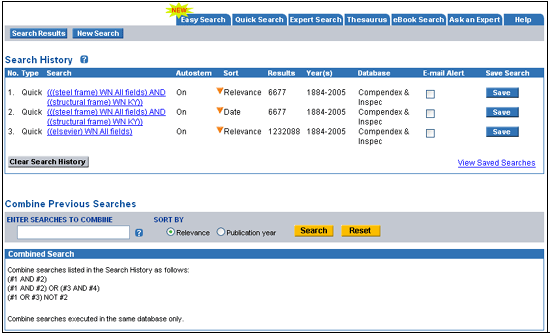 NEW
Easy Search Quick Search Expert Search Thesaurus eBook Search Ask an Expert Help
Search Results New Search
Search History ?
No. Type Search Autostem Sort Results Year(s) Database E-mail Alert Save Search
1. Quick (((steel frame) WN All fields) AND On Relevance 6677 1884-2005 Compendex & Save
((structural frame) WN KY)) Inspec
2. Quick (((steel frame) WN All fields) AND On Date 6677 1884-2005 Compendex & Save
((structural frame) WN KY)) Inspec
3. Quick ((elsevier) WN All fields) On Relevance 1232088 1884-2005 Compendex & Save
Inspec
Clear Search History View Saved Searches
Combine Previous Searches
ENTER SEARCHES TO COMBINE SORT BY
? Relevance Publication year Search Reset
Combined Search
Combine searches listed in the Search History as follows:
(#1 AND #2)
(#1 AND #2) OR (#3 AND #4)
(#1 OR #3) NOT #2
Combine searches executed in the same database only.